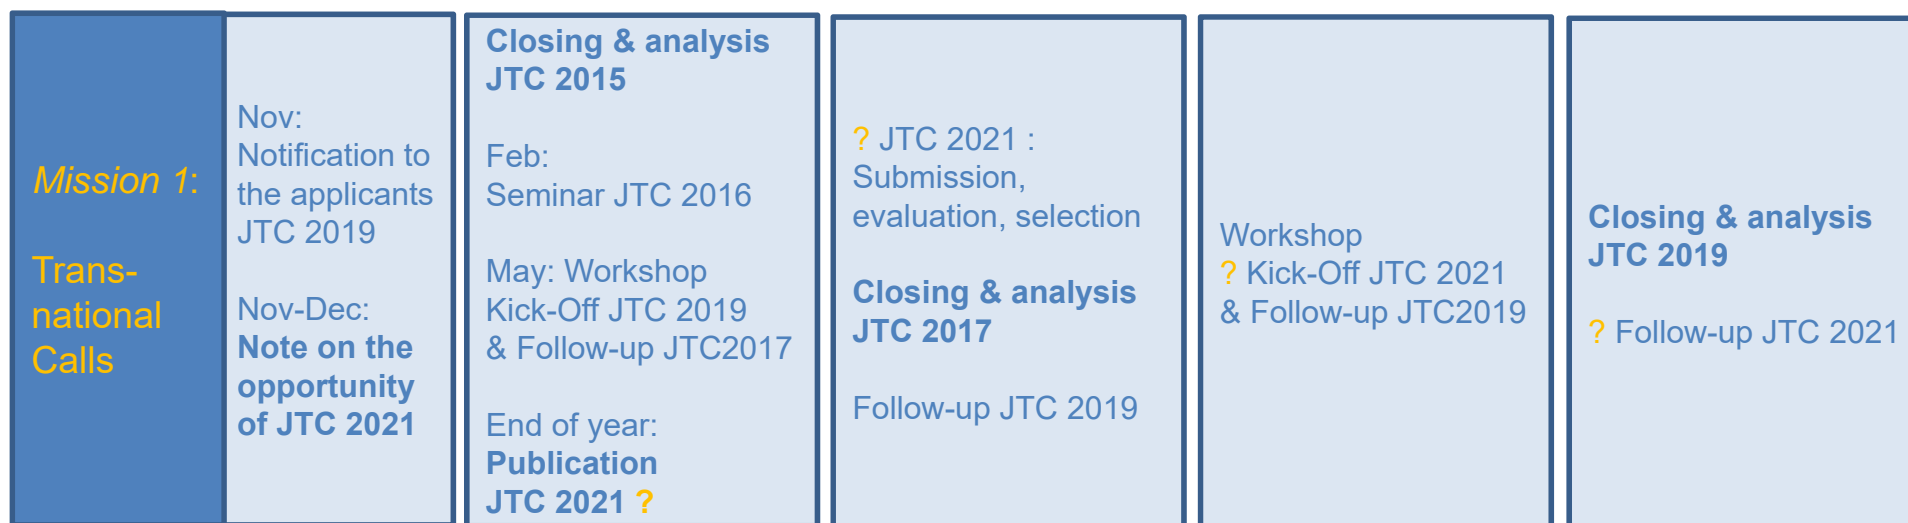 Mission 1:
Trans-
national
Calls
Nov:
Notification to
the applicants
JTC 2019
Nov-Dec:
Note on the
opportunity
of JTC 2021
Closing & analysis
JTC 2015
Feb:
Seminar JTC 2016
May: Workshop
Kick-Off JTC 2019
& Follow-up JTC2017
End of year:
Publication
JTC 2021 ?
? JTC 2021 :
Submission,
evaluation, selection
Closing & analysis
JTC 2017
Follow-up JTC 2019
Workshop
? Kick-Off JTC 2021
& Follow-up JTC2019
Closing & analysis
JTC 2019
? Follow-up JTC 2021